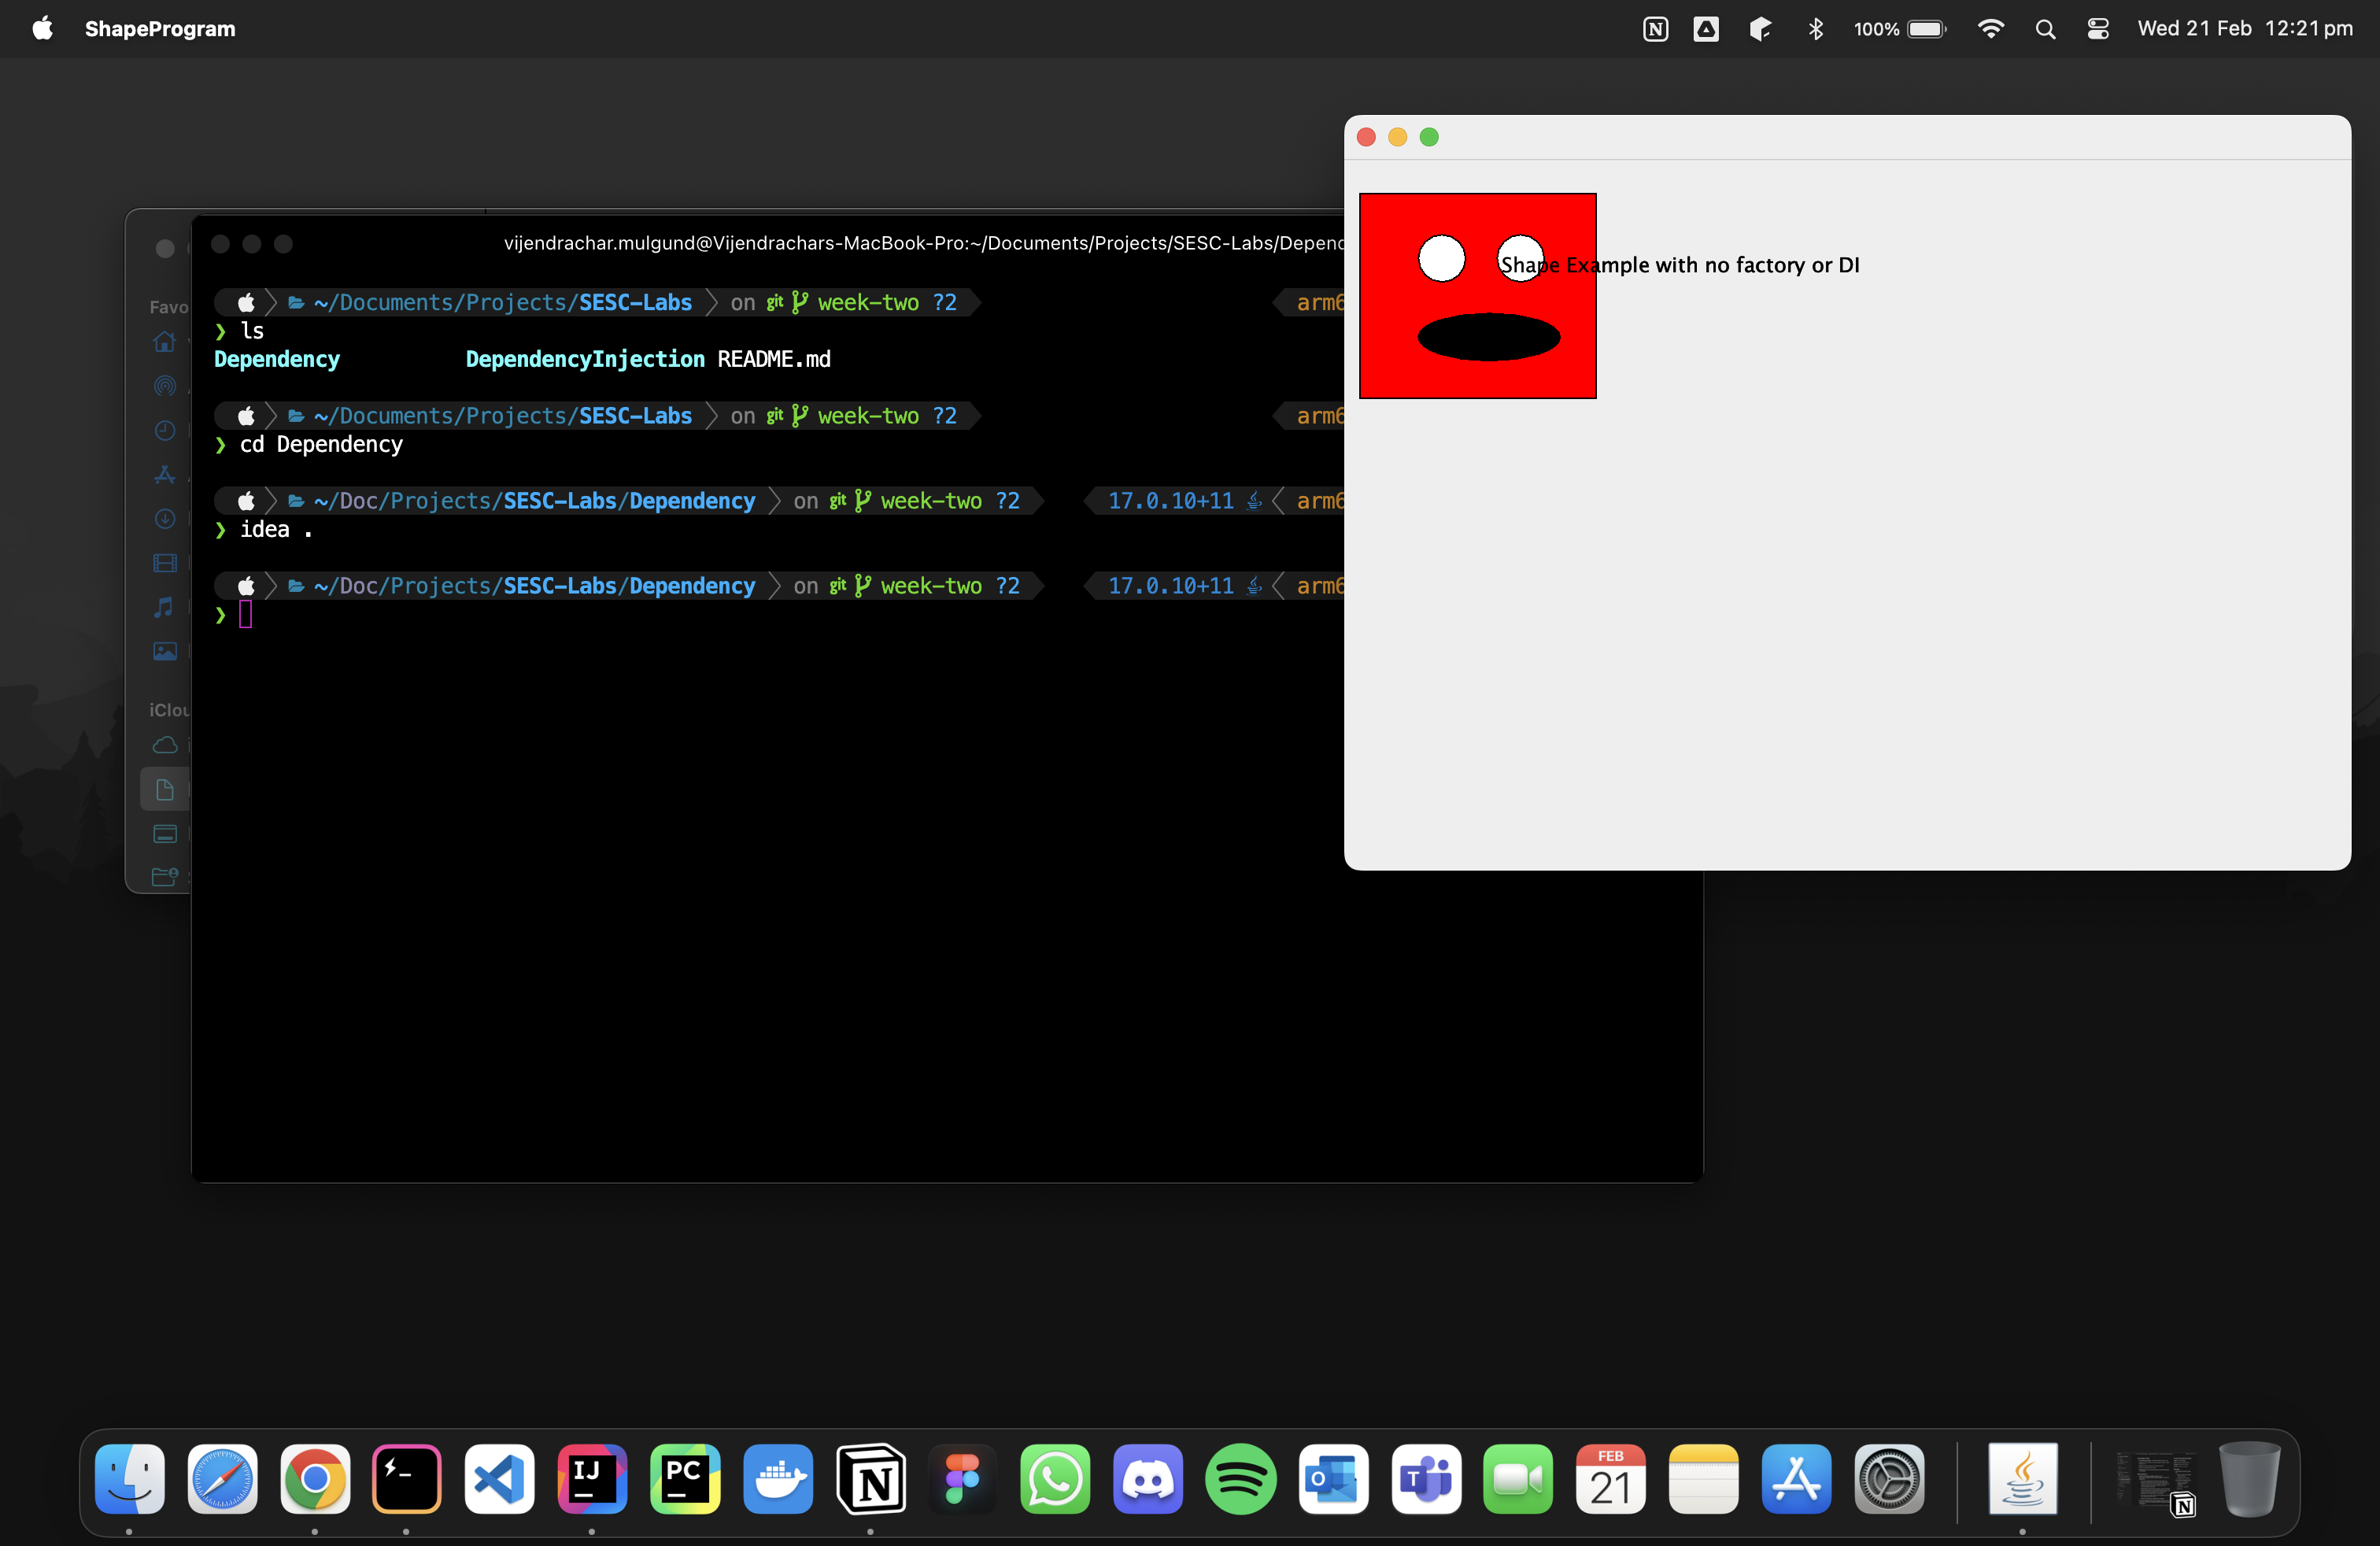 ShapeProgram
100%
Wed 21 Feb 12:21 pm
Favo
iClou
vijendrachar.mulgund@Vijendrachars-MacBook-Pro:~/Documents/Projects/SESC-Labs/Depend
~/Documents/Projects/SESC-Labs on git week-two ?2 arm6
❯ ls
Dependency DependencyInjection README.md
~/Documents/Projects/SESC-Labs on git week-two ?2 arm6
❯ cd Dependency
~/Doc/Projects/SESC-Labs/Dependency on git week-two ?2 17.0.10+11 arm6
❯ idea .
~/Doc/Projects/SESC-Labs/Dependency on git week-two ?2 17.0.10+11 arm6
❯
Shape Example with no factory or DI
IJ
PC
N
O
T
FEB
21